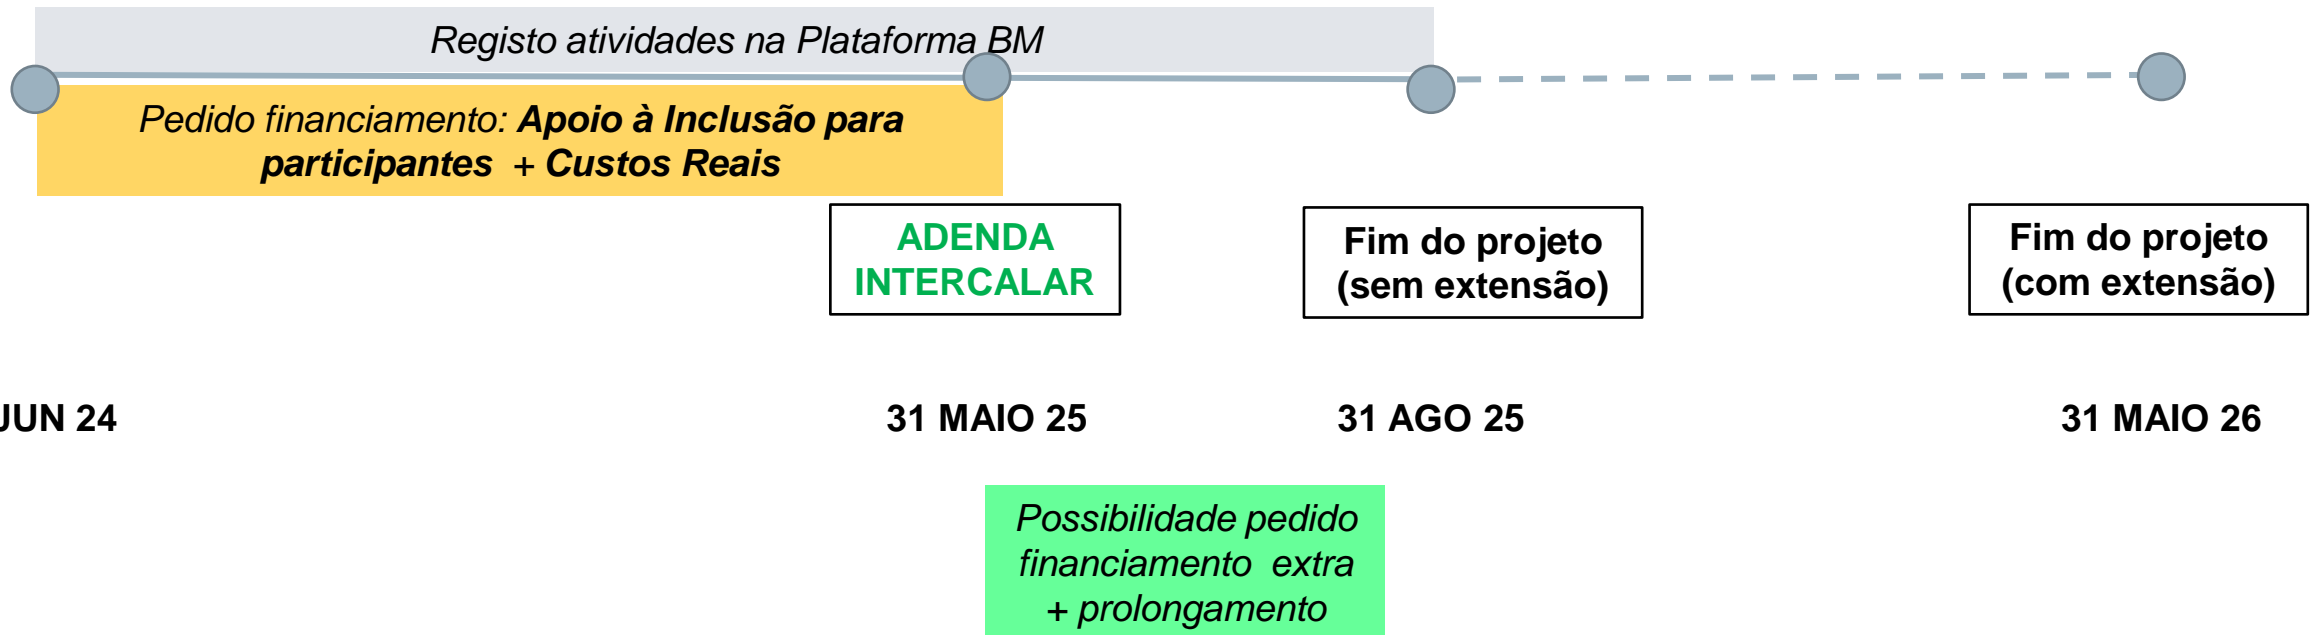 Registo atividades na Plataforma BM
Pedido financiamento: Apoio à Inclusão para
participantes + Custos Reais
ADENDA
INTERCALAR
Fim do projeto
(sem extensão)
Fim do projeto
(com extensão)
JUN 24
31 MAIO 25
31 AGO 25
31 MAIO 26
Possibilidade pedido
financiamento extra
+ prolongamento